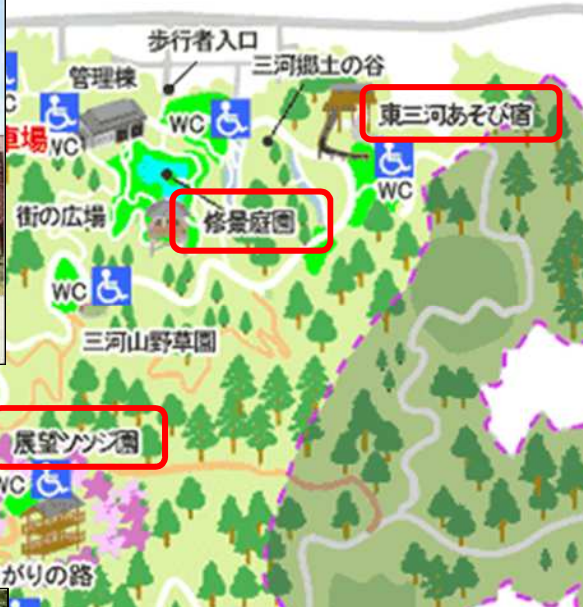 歩行者入口
三河郷土の谷
管理棟
東三河あそび宿
WC
車場
WC
WC
街の広場
修景庭園
WC
三河山野草園
展望ツツジ園
WC
がりの路